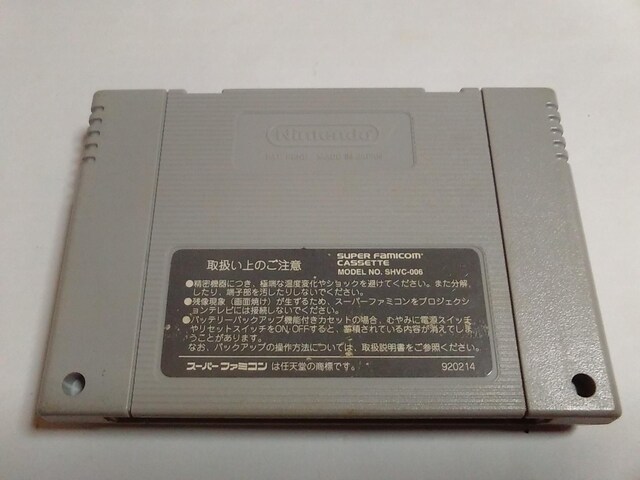 Nintendo
MADE IN JAPAN
取扱い上のご注意
SUPER FAMICOM
CASSETTE
MODEL NO. SHVC-006
●精密機器につき、極端な温度変化やショックを避けてください。また分解
したり、端子部を汚したりしないでください。
●残像現象（画面焼け）が生ずるため、スーパーファミコンをプロジェクシ
ョンテレビには接続しないでください。
●バッテリーバックアップ機能付きカセットの場合、むやみに電源スイッチ
やリセットスイッチをON/OFFすると、蓄積されている内容が消えてしま
うことがあります。
なお、バックアップの操作方法については、取扱説明書をご参照ください。
スーパーファミコン は任天堂の商標です。
920214